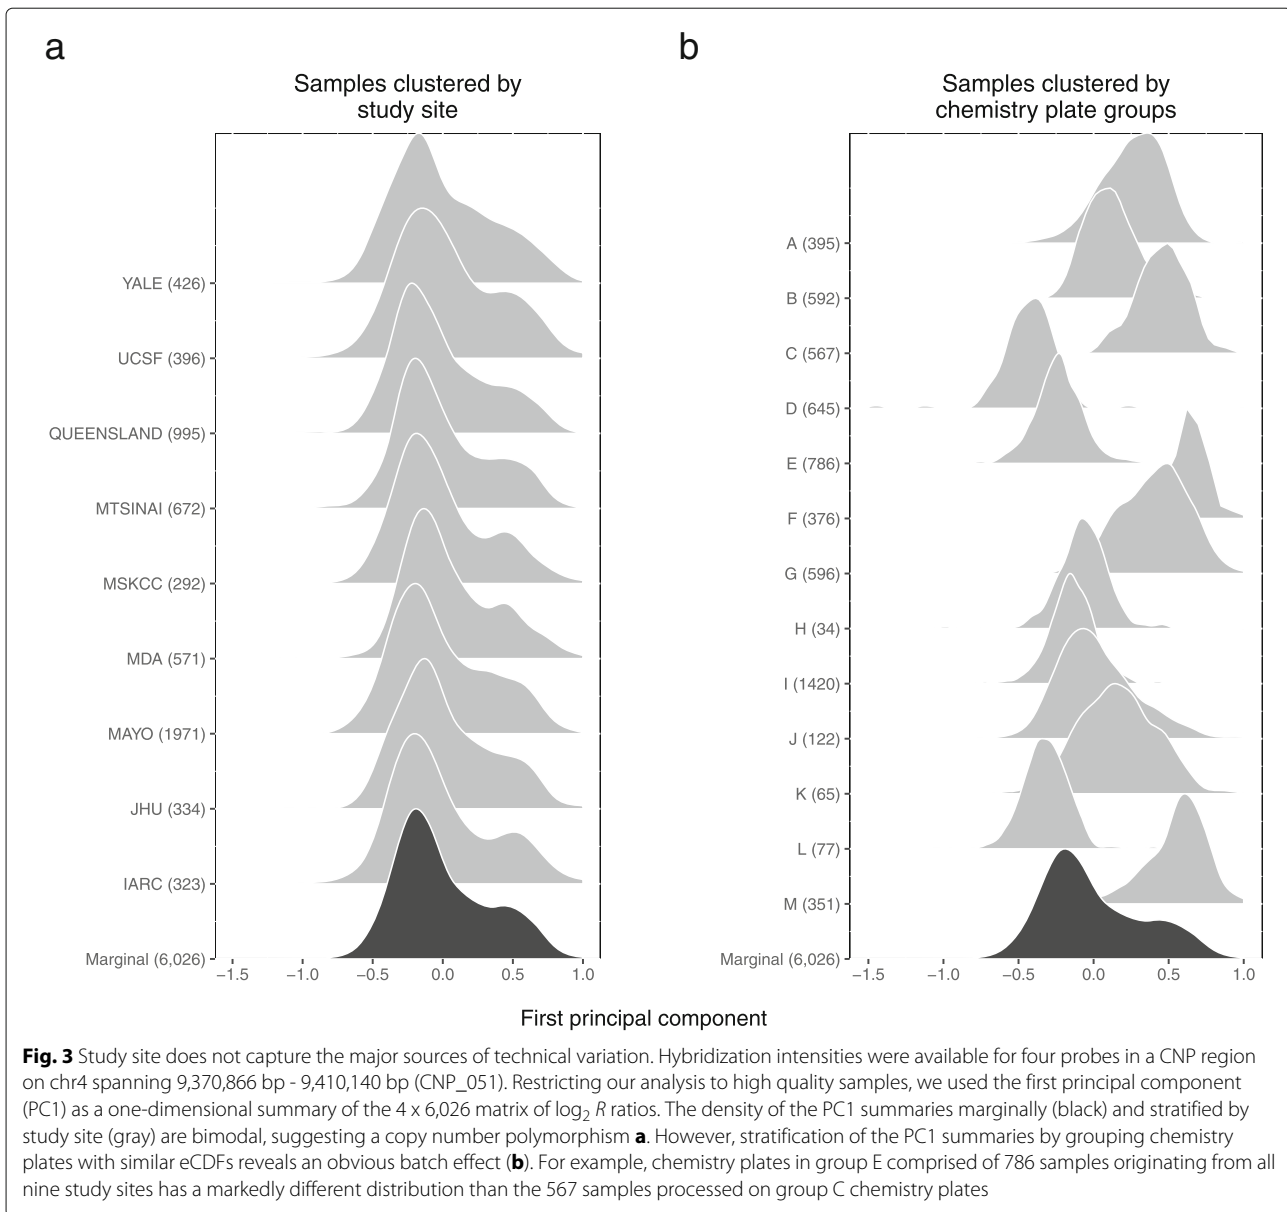 a
Samples clustered by
study site
YALE (426)
UCSF (396)
QUEENSLAND (995)
MTSINAI (672)
MSKCC (292)
MDA (571)
MAYO (1971)
JHU (334)
IARC (323)
Marginal (6,026)
−1.5 −1.0 −0.5 0.0 0.5 1.0
b
Samples clustered by
chemistry plate groups
A (395)
B (592)
C (567)
D (645)
E (786)
F (376)
G (596)
H (34)
I (1420)
J (122)
K (65)
L (77)
M (351)
Marginal (6,026)
−1.5 −1.0 −0.5 0.0 0.5 1.0
First principal component
Fig. 3 Study site does not capture the major sources of technical variation. Hybridization intensities were available for four probes in a CNP region
on chr4 spanning 9,370,866 bp - 9,410,140 bp (CNP_051). Restricting our analysis to high quality samples, we used the first principal component
(PC1) as a one-dimensional summary of the 4 x 6,026 matrix of log2 R ratios. The density of the PC1 summaries marginally (black) and stratified by
study site (gray) are bimodal, suggesting a copy number polymorphism a. However, stratification of the PC1 summaries by grouping chemistry
plates with similar eCDFs reveals an obvious batch effect (b). For example, chemistry plates in group E comprised of 786 samples originating from all
nine study sites has a markedly different distribution than the 567 samples processed on group C chemistry plates